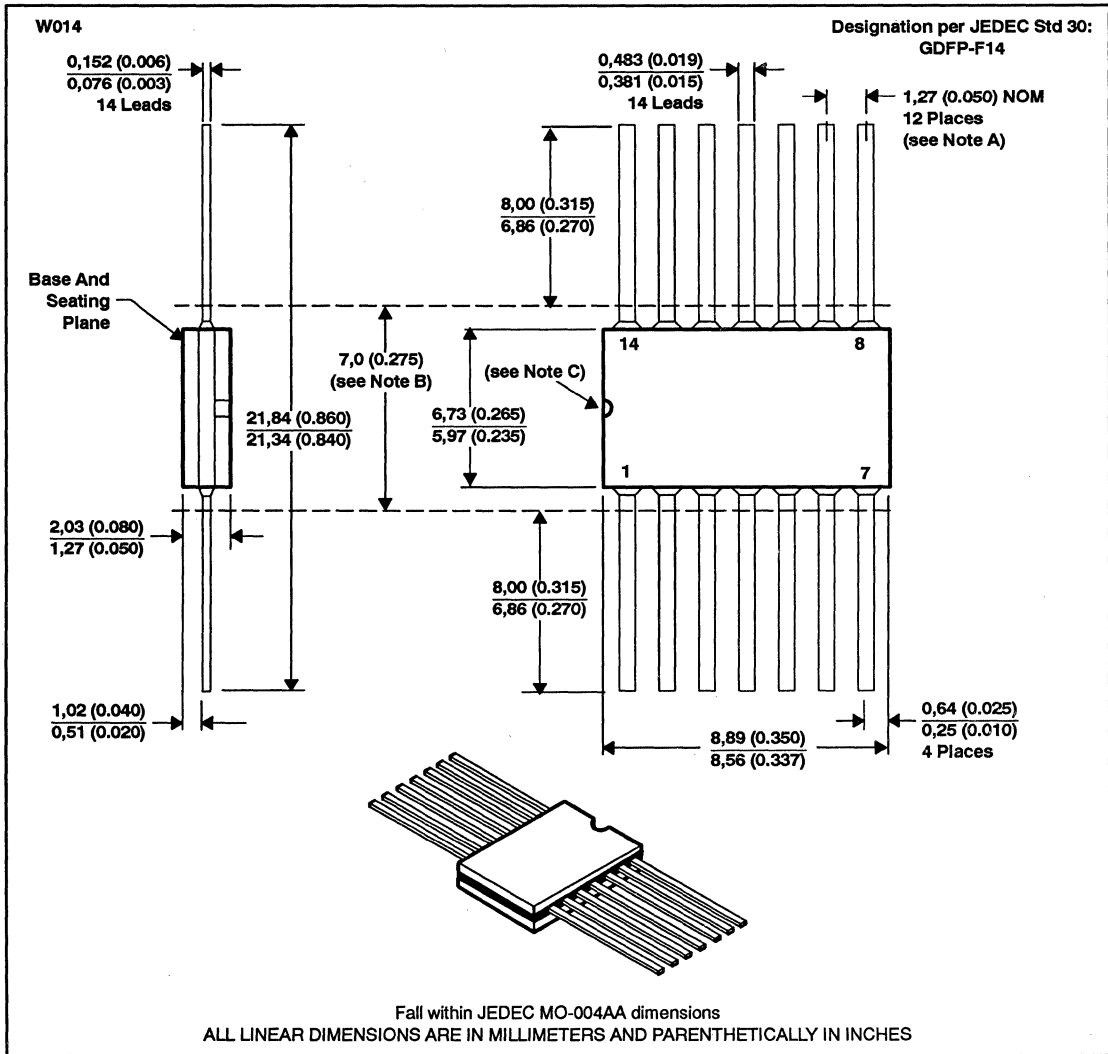 W014
Designation per JEDEC Std 30:
GDFP-F14
0,152 (0.006)
0,076 (0.003)
14 Leads
0,483 (0.019)
0,381 (0.015)
14 Leads
1,27 (0.050) NOM
12 Places
(see Note A)
8,00 (0.315)
6,86 (0.270)
Base And
Seating
Plane
7,0 (0.275)
(see Note B)
(see Note C)
14
8
21,84 (0.860)
21,34 (0.840)
6,73 (0.265)
5,97 (0.235)
1
7
2,03 (0.080)
1,27 (0.050)
8,00 (0.315)
6,86 (0.270)
1,02 (0.040)
0,51 (0.020)
8,89 (0.350)
8,56 (0.337)
0,64 (0.025)
0,25 (0.010)
4 Places
Fall within JEDEC MO-004AA dimensions
ALL LINEAR DIMENSIONS ARE IN MILLIMETERS AND PARENTHETICALLY IN INCHES